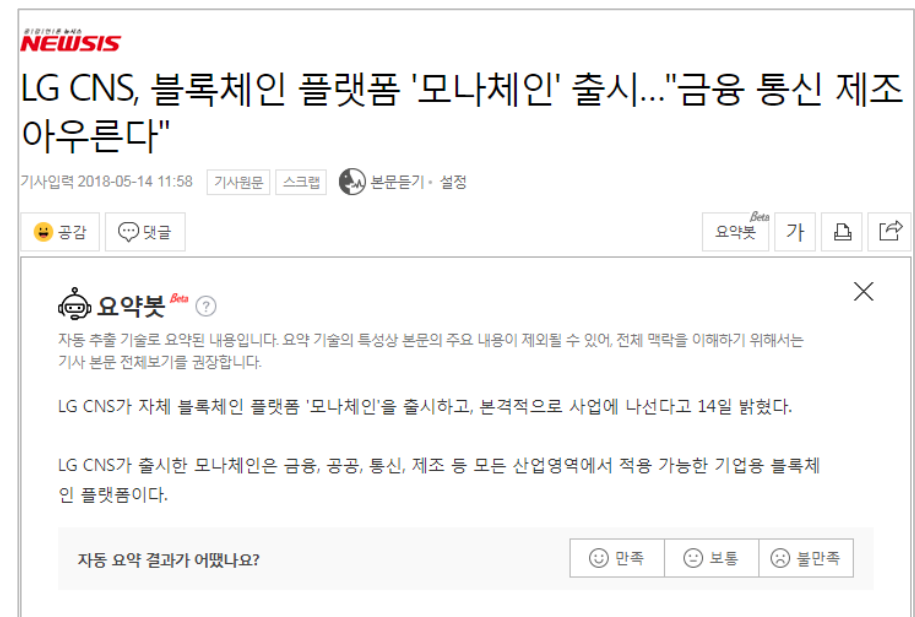 공감언론 뉴시스
NEWSIS
LG CNS, 블록체인 플랫폼 '모나체인' 출시..."금융 통신 제조
아우른다"
기사입력 2018-05-14 11:58 기사원문 스크랩 본문듣기 · 설정
공감 댓글 요약봇 Beta 가
요약봇 Beta ?
자동 추출 기술로 요약된 내용입니다. 요약 기술의 특성상 본문의 주요 내용이 제외될 수 있어, 전체 맥락을 이해하기 위해서는
기사 본문 전체보기를 권장합니다.
LG CNS가 자체 블록체인 플랫폼 '모나체인'을 출시하고, 본격적으로 사업에 나선다고 14일 밝혔다.
LG CNS가 출시한 모나체인은 금융, 공공, 통신, 제조 등 모든 산업영역에서 적용 가능한 기업용 블록체
인 플랫폼이다.
자동 요약 결과가 어땠나요? 만족 보통 불만족